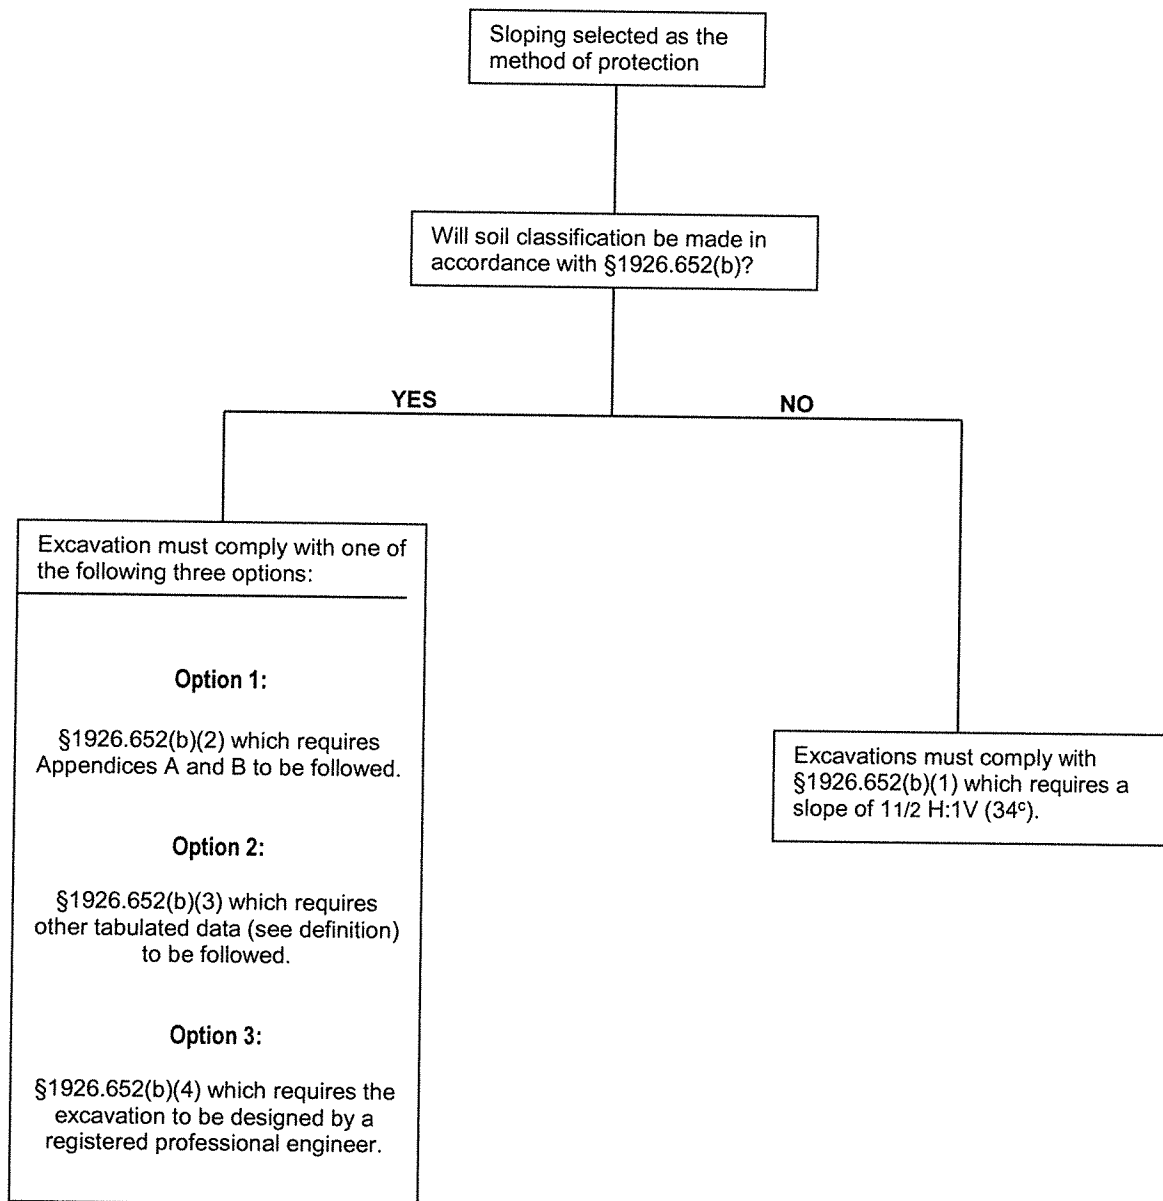 Sloping selected as the
method of protection
Will soil classification be made in
accordance with §1926.652(b)?
YES
NO
Excavation must comply with one of
the following three options:
Option 1:
§1926.652(b)(2) which requires
Appendices A and B to be followed.
Option 2:
§1926.652(b)(3) which requires
other tabulated data (see definition)
to be followed.
Option 3:
§1926.652(b)(4) which requires the
excavation to be designed by a
registered professional engineer.
Excavations must comply with
§1926.652(b)(1) which requires a
slope of 11/2 H:1V (34ᶜ).